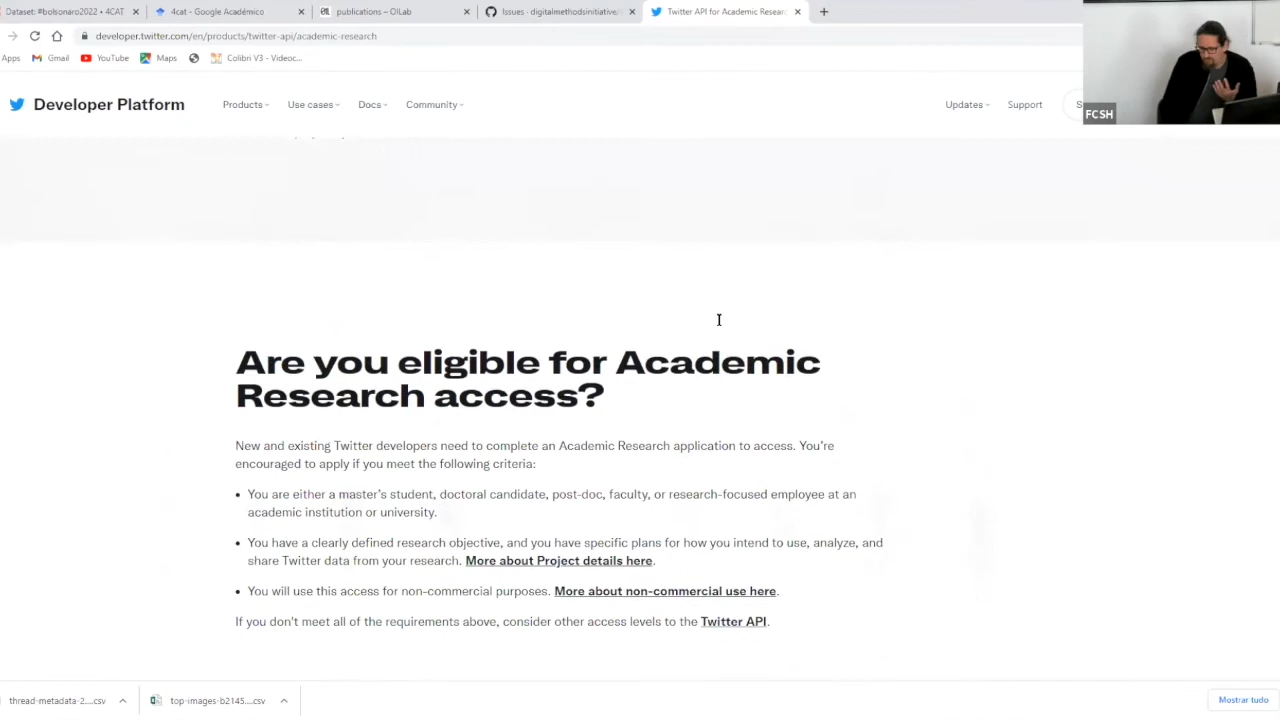 Dataset: #bolsonaro2022 • 4CAT
4cat - Google Académico
publications – OILab
Issues · digitalmethodsinitiative/
Twitter API for Academic Researc
developer.twitter.com/en/products/twitter-api/academic-research
Apps
Gmail
YouTube
Maps
Colibri V3 - Videoc...
Developer Platform
Products
Use cases
Docs
Community
Updates
Support
S
FCSH
Are you eligible for Academic
Research access?
New and existing Twitter developers need to complete an Academic Research application to access. You're
encouraged to apply if you meet the following criteria:
• You are either a master's student, doctoral candidate, post-doc, faculty, or research-focused employee at an
academic institution or university.
• You have a clearly defined research objective, and you have specific plans for how you intend to use, analyze, and
share Twitter data from your research. More about Project details here.
• You will use this access for non-commercial purposes. More about non-commercial use here.
If you don't meet all of the requirements above, consider other access levels to the Twitter API.
thread-metadata-2....csv
top-images-b2145....csv
Mostrar tudo